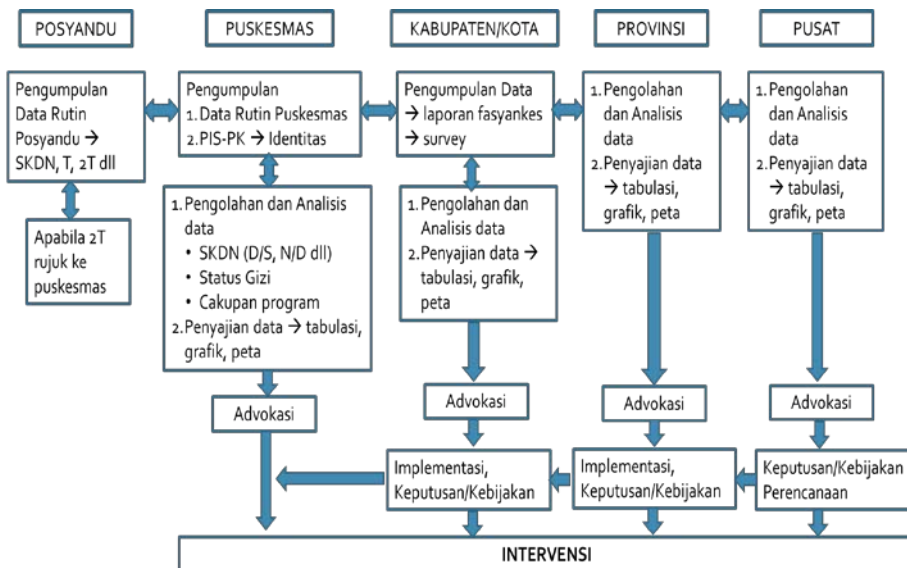 POSYANDU
PUSKESMAS
KABUPATEN/KOTA
PROVINSI
PUSAT
Pengumpulan
Data Rutin
Posyandu →
SKDN, T, 2T dll
Pengumpulan
1. Data Rutin Puskesmas
2. PIS-PK → Identitas
Pengumpulan Data
→ laporan fasyankes
→ survey
1. Pengolahan
dan Analisis
data
2. Penyajian data
→ tabulasi,
grafik, peta
1. Pengolahan
dan Analisis
data
2. Penyajian data
→ tabulasi,
grafik, peta
Apabila 2T
rujuk ke
puskesmas
1. Pengolahan dan Analisis
data
• SKDN (D/S, N/D dll)
• Status Gizi
• Cakupan program
2. Penyajian data → tabulasi,
grafik, peta
1. Pengolahan dan
Analisis data
2. Penyajian data →
tabulasi, grafik,
peta
Advokasi
Advokasi
Advokasi
Advokasi
Implementasi,
Keputusan/Kebijakan
Implementasi,
Keputusan/Kebijakan
Keputusan/Kebijakan
Perencanaan
INTERVENSI